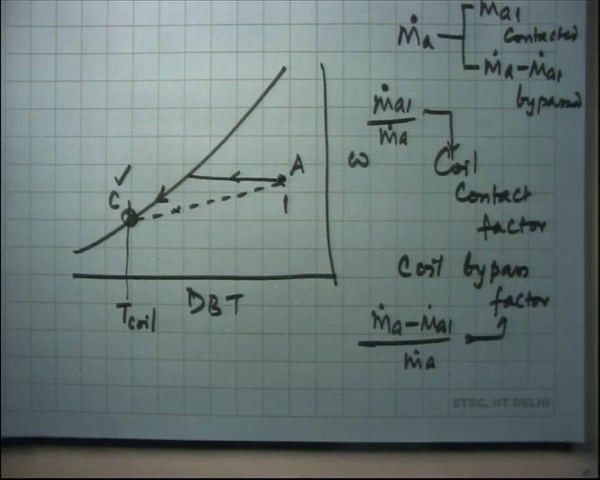 ṁa
ṁa1
Contacted
ṁa-ṁa1
bypassed
ṁa1
ṁa
ω
Coil
Contact
factor
Coil bypass
factor
ṁa-ṁa1
ṁa
A
1
C
Tcoil
DBT
ETSC, IIT DELHI